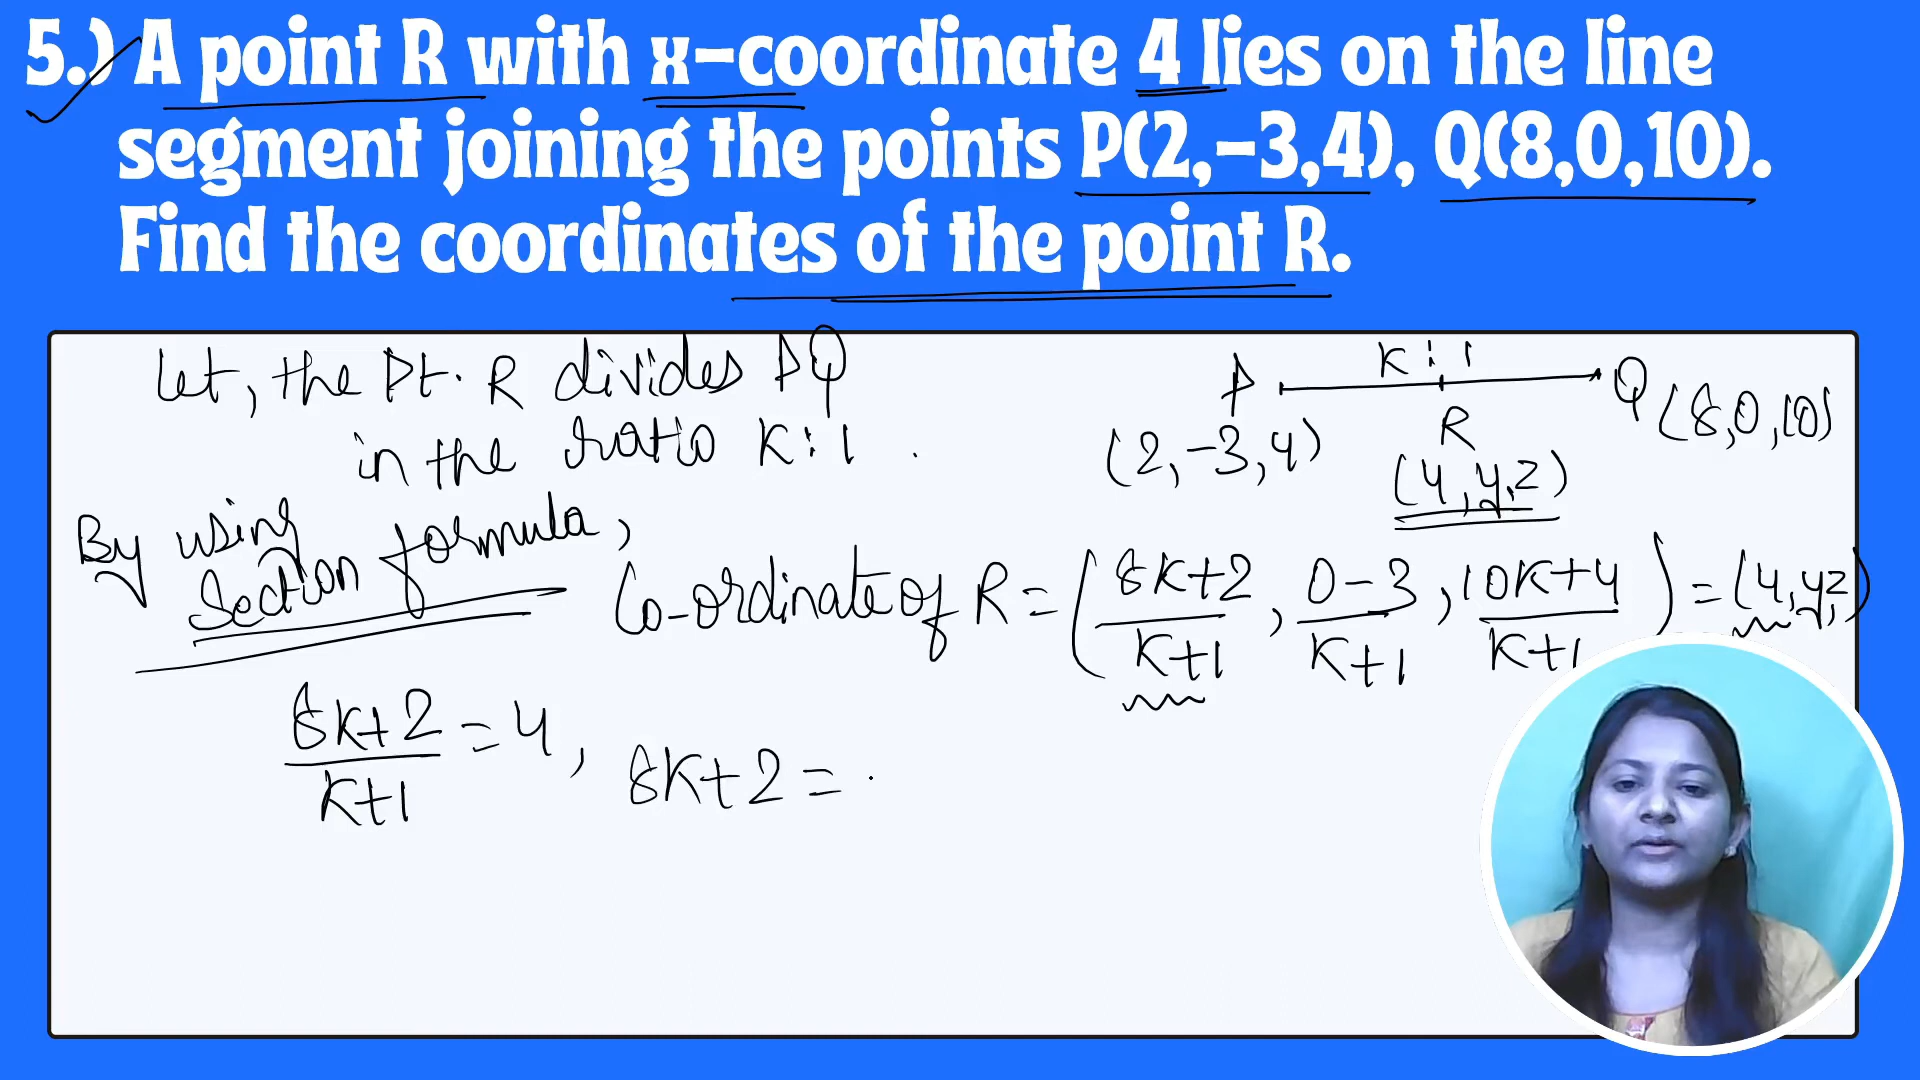 5.) A point R with x-coordinate 4 lies on the line
segment joining the points P(2,-3,4), Q(8,0,10).
Find the coordinates of the point R.
Let, the Pt. R divides PQ
in the ratio K:1 .
K:1
P Q (8,0,10)
R
(2,-3,4)
(4,y,z)
By using
Section formula,
Co-ordinate of R = (8K+2/K+1, 0-3/K+1, 10K+4/K+1) = (4,y,z)
8K+2/K+1 = 4, 8K+2 =